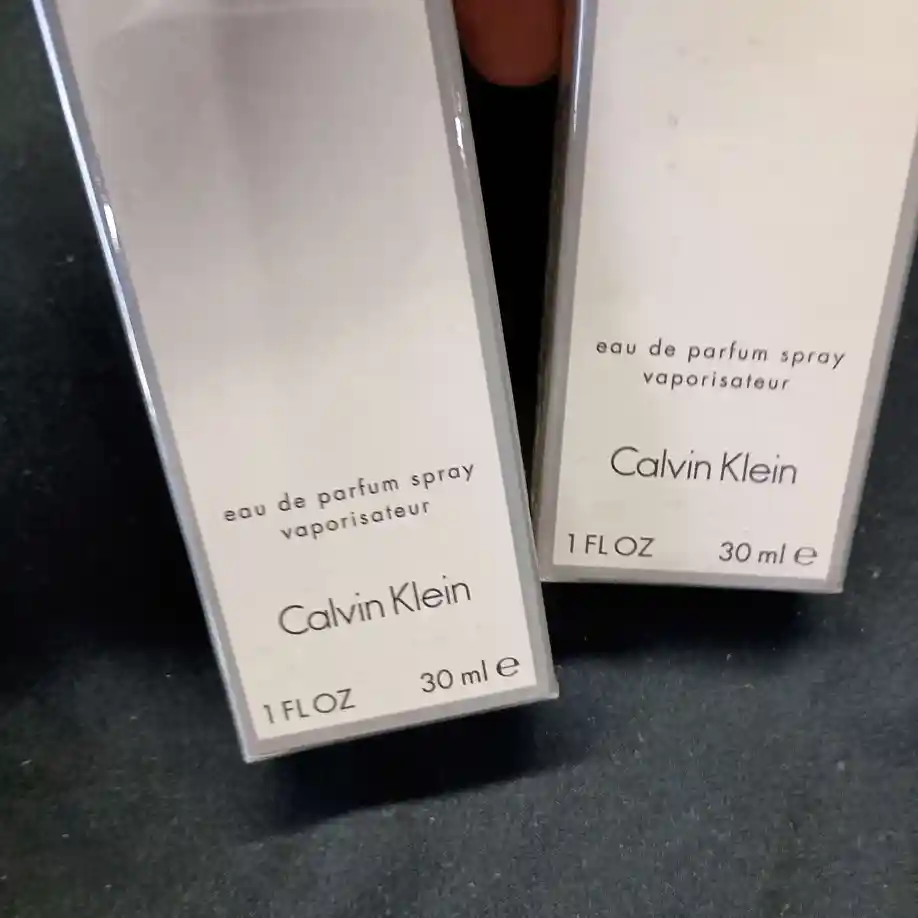 eau de parfum spray
vaporisateur
Calvin Klein
1 FL OZ 30 ml ℮
eau de parfum spray
vaporisateur
Calvin Klein
1 FL OZ 30 ml ℮